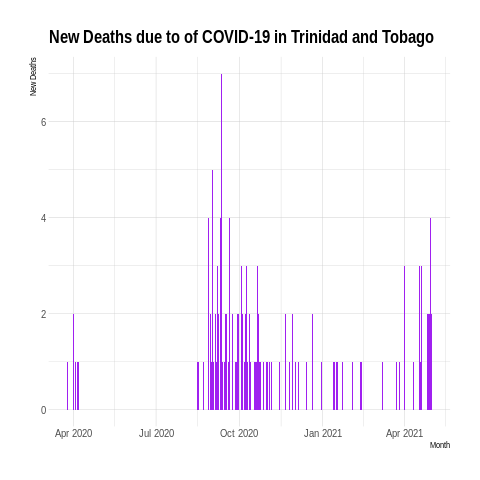 New Deaths due to of COVID-19 in Trinidad and Tobago
New Deaths
6
4
2
0
Apr 2020 Jul 2020 Oct 2020 Jan 2021 Apr 2021
Month